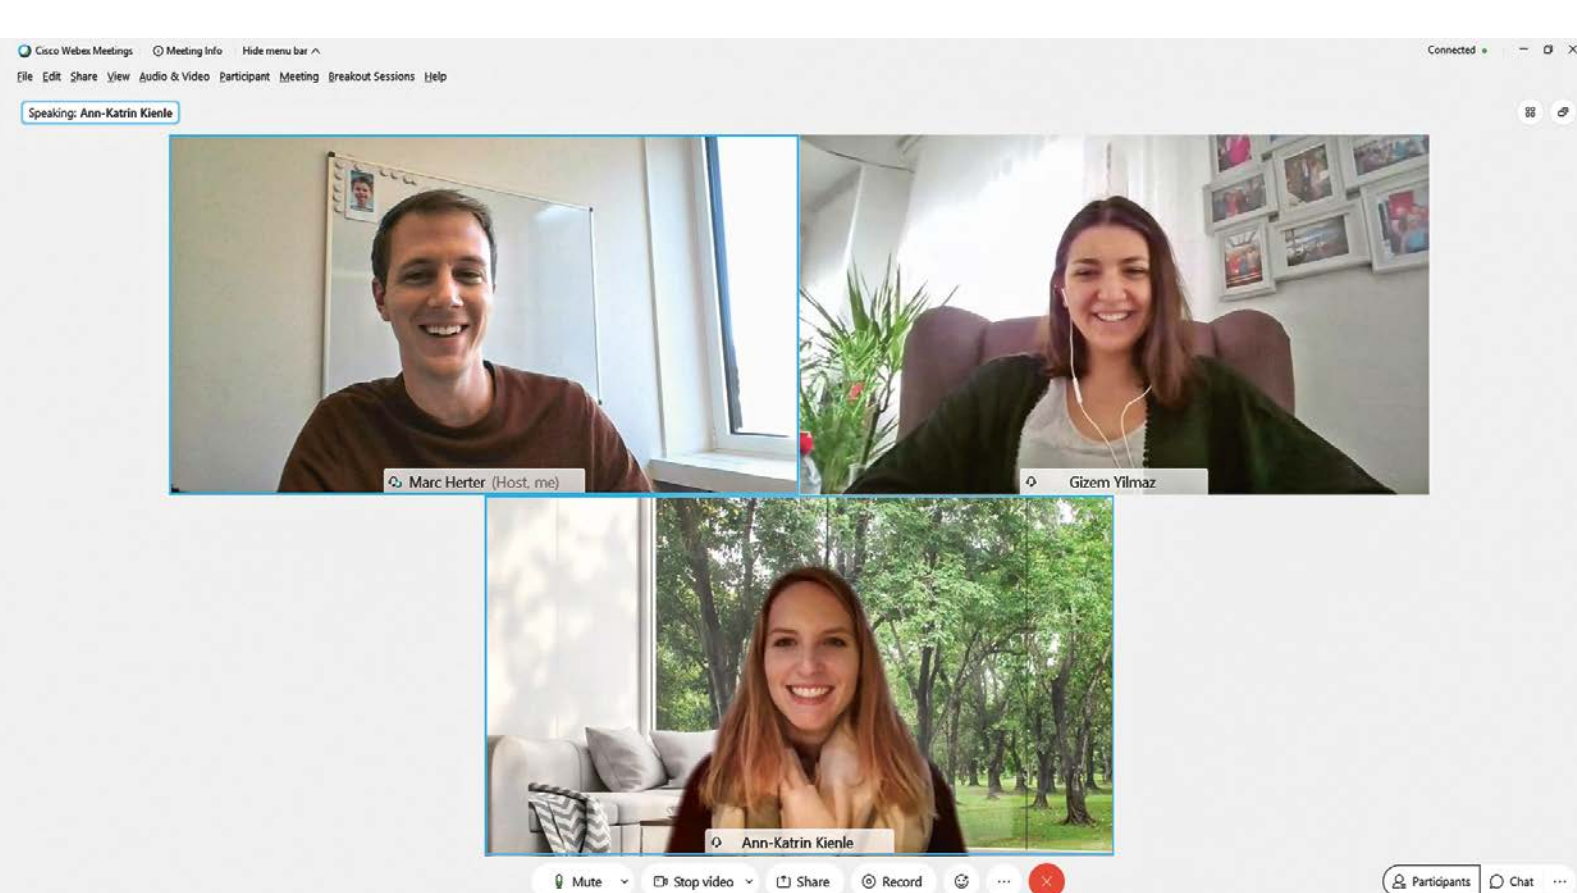 Cisco Webex Meetings Meeting Info Hide menu bar Connected
File Edit Share View Audio & Video Participant Meeting Breakout Sessions Help
Speaking: Ann-Katrin Kienle
Marc Herter (Host, me)
Gizem Yilmaz
Ann-Katrin Kienle
Mute Stop video Share Record ... Participants Chat ...